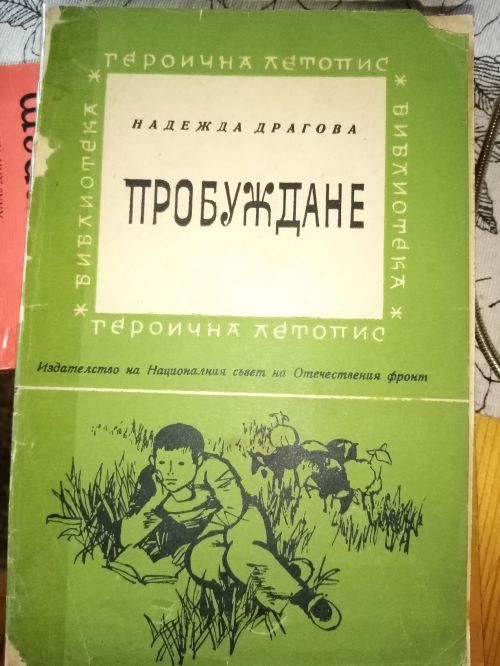 ГЕРОИЧНА ЛЕТОПИС
* БИБЛИОТЕКА *
* БИБЛИОТЕКА *
НАДЕЖДА ДРАГОВА
ПРОБУЖДАНЕ
ГЕРОИЧНА ЛЕТОПИС
Издателство на Националния съвет на Отечествения фронт